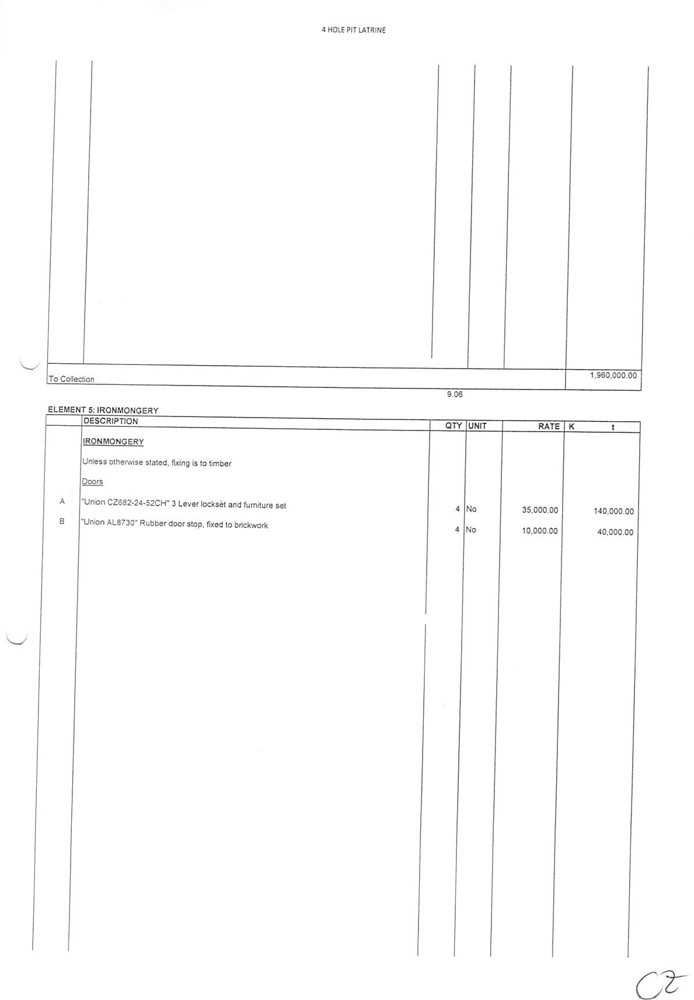 4 HOLE PIT LATRINE
To Collection 1,960,000.00
9.06
ELEMENT 5: IRONMONGERY
DESCRIPTION QTY UNIT RATE K t
IRONMONGERY
Unless otherwise stated, fixing is to timber
Doors
A "Union CZ682-24-52CH" 3 Lever lockset and furniture set 4 No 35,000.00 140,000.00
B "Union AL8730" Rubber door stop, fixed to brickwork 4 No 10,000.00 40,000.00